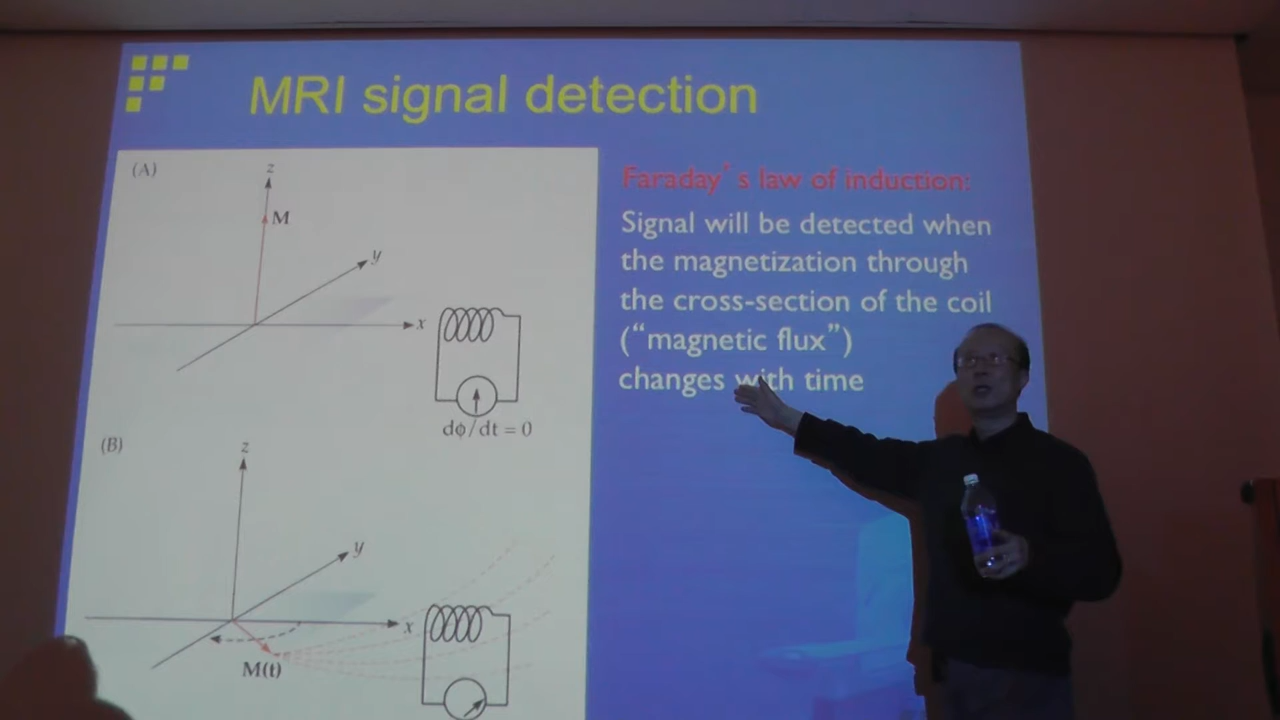 MRI signal detection
(A)
z
M
y
x
dϕ/dt = 0
(B)
z
y
x
M(t)
Faraday's law of induction:
Signal will be detected when
the magnetization through
the cross-section of the coil
(“magnetic flux”)
changes with time